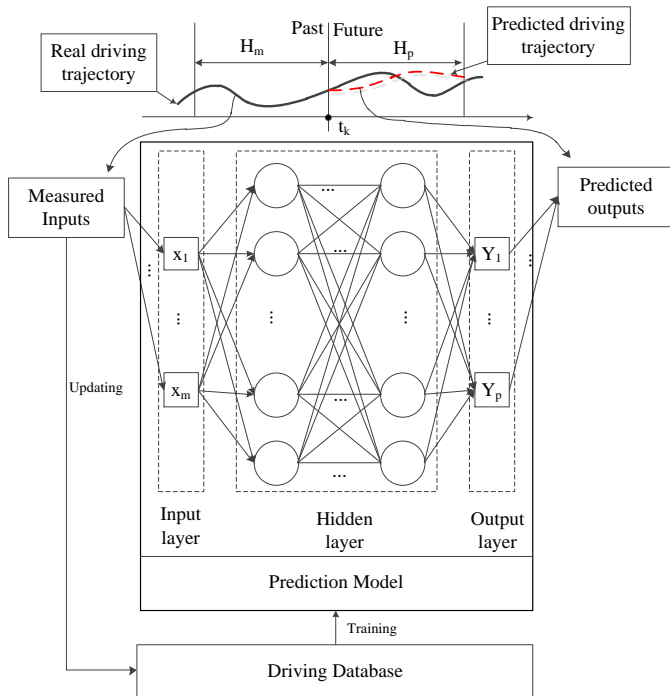 Past Future
Real driving
trajectory
H_m
H_p
Predicted driving
trajectory
t_k
Measured
Inputs
Predicted
outputs
...
...
x_1
Y_1
...
...
...
...
...
...
Updating
x_m
Y_p
...
...
Input
layer
Hidden
layer
Output
layer
Prediction Model
Training
Driving Database